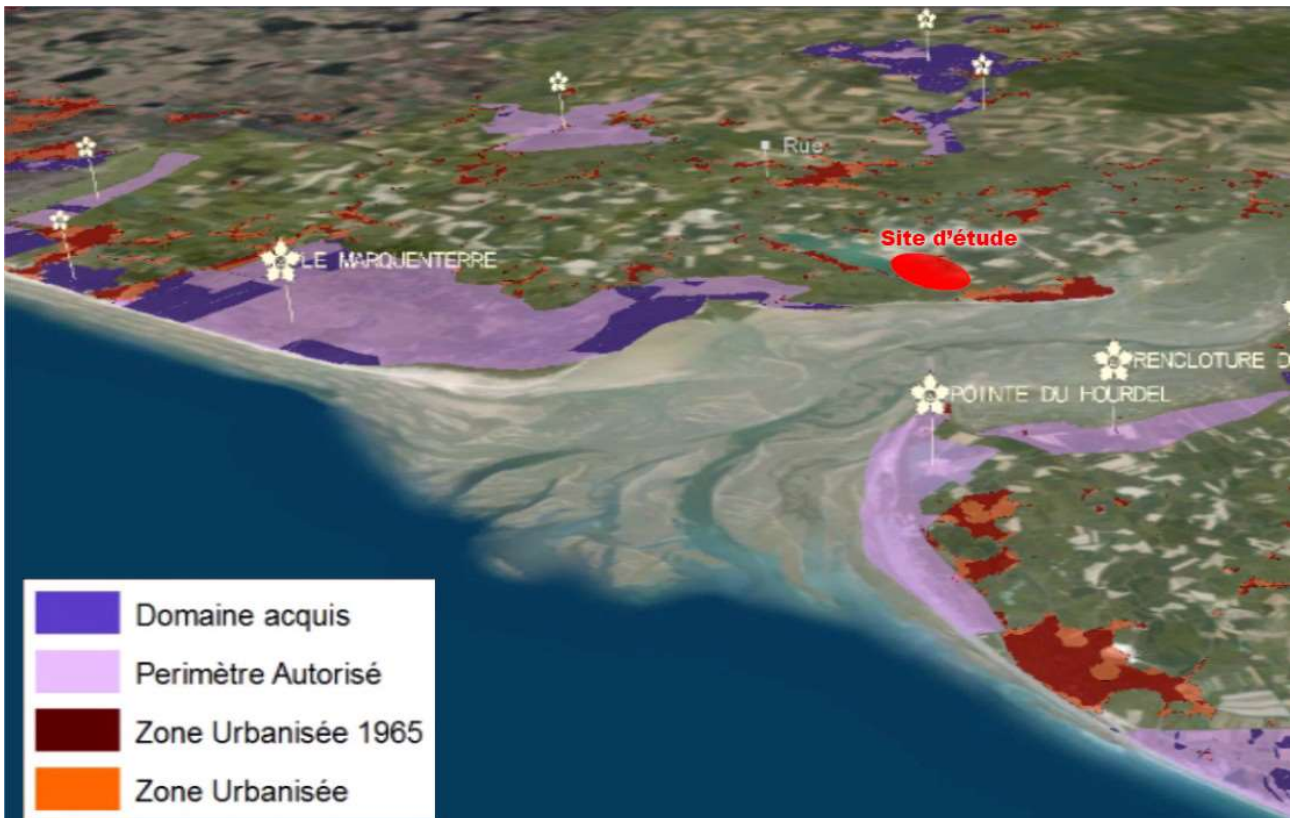 Rue
Site d'étude
LE MARQUENTERRE
RENCLOTURE D
POINTE DU HOURDEL
Domaine acquis
Perimètre Autorisé
Zone Urbanisée 1965
Zone Urbanisée